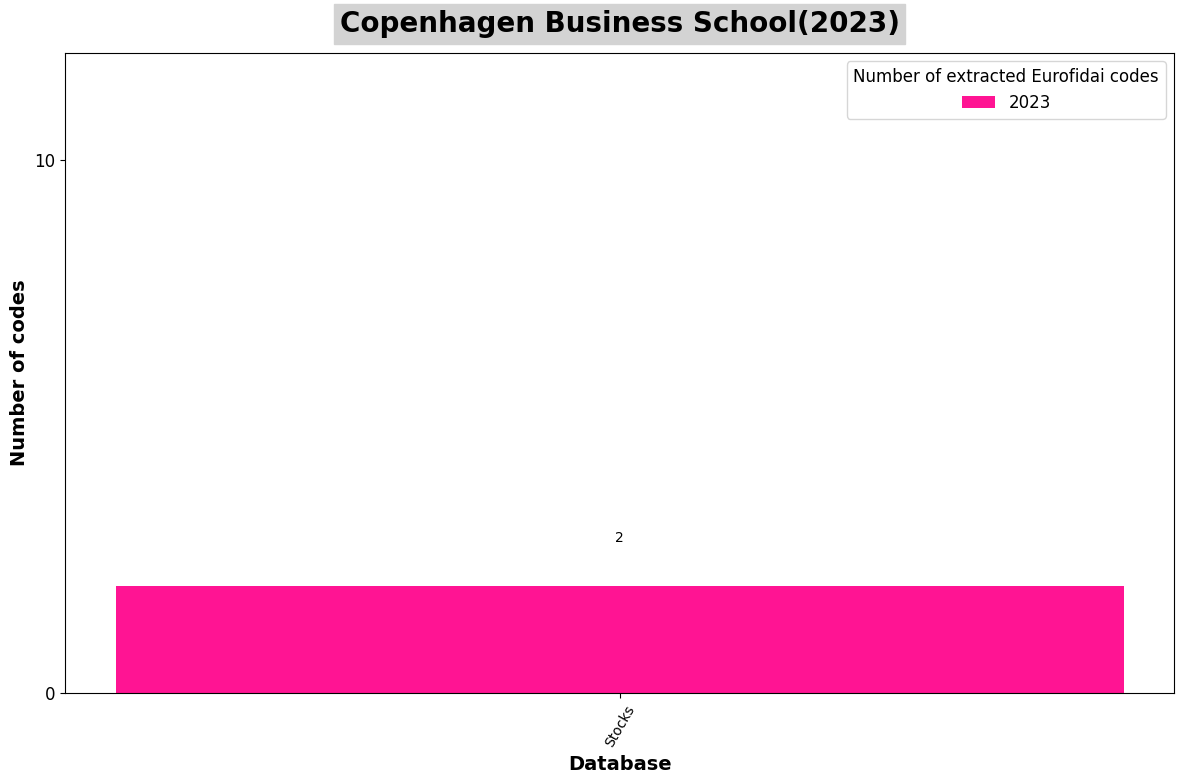 Copenhagen Business School(2023)
Number of extracted Eurofidai codes
2023
10
Number of codes
2
0
Stocks
Database